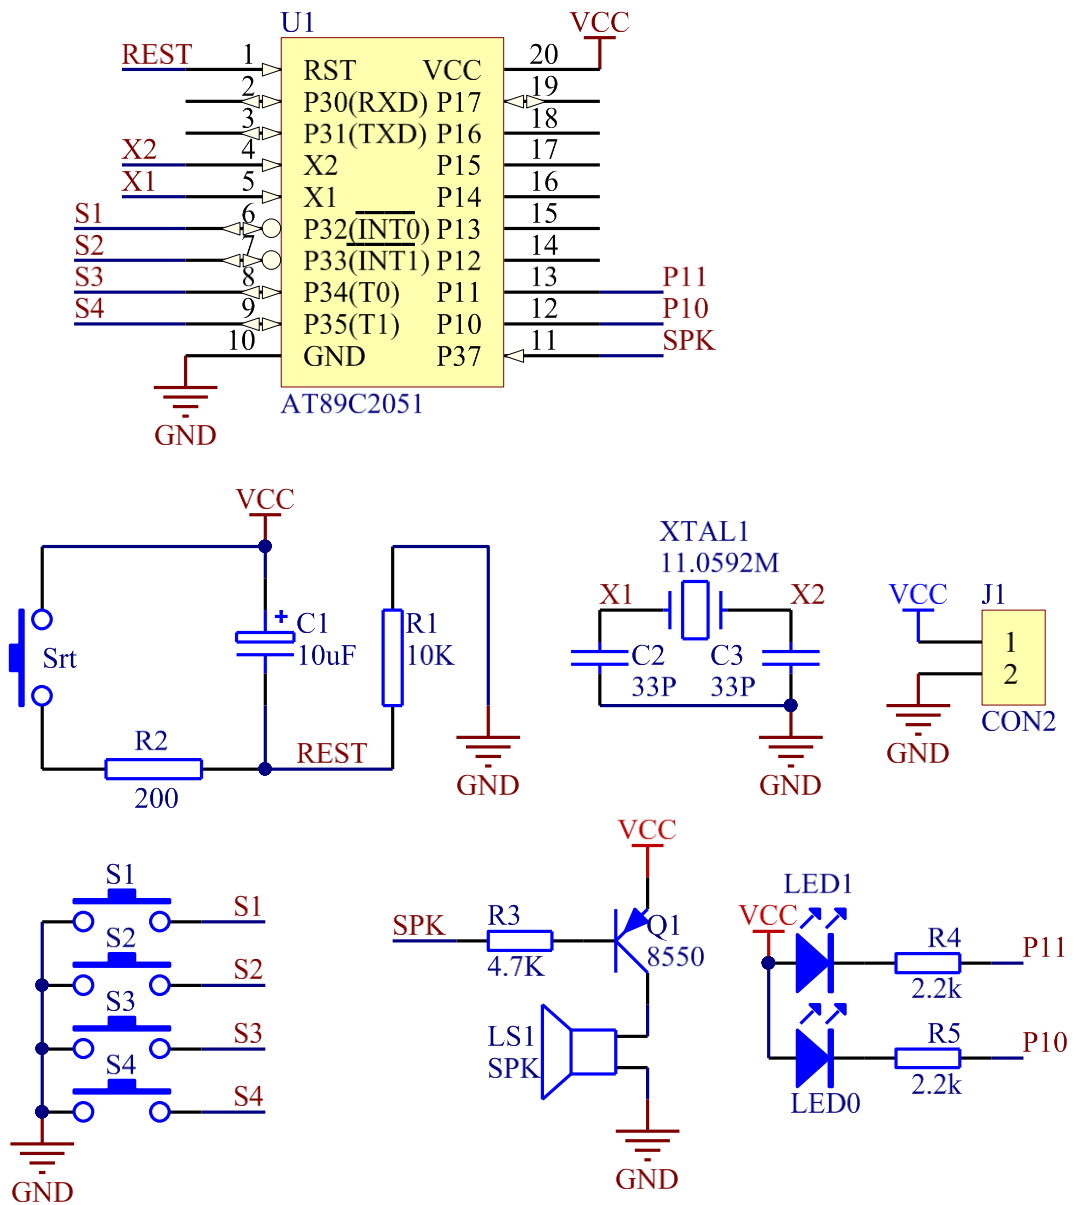 U1
VCC
REST 1 RST VCC 20
2 P30(RXD) P17 19
3 P31(TXD) P16 18
X2 4 X2 P15 17
X1 5 X1 P14 16
S1 6 P32(INT0) P13 15
S2 7 P33(INT1) P12 14
S3 8 P34(T0) P11 13 P11
S4 9 P35(T1) P10 12 P10
10 GND P37 11 SPK
AT89C2051
GND
VCC
+ C1
10uF
R1
10K
Srt
R2
200
REST
GND
XTAL1
11.0592M
X1 X2
C2 C3
33P 33P
GND
VCC J1
1
2
CON2
GND
S1 S1
S2 S2
S3 S3
S4 S4
GND
VCC
SPK R3 Q1
4.7K 8550
LS1
SPK
GND
LED1
VCC R4 P11
2.2k
R5 P10
2.2k
LED0